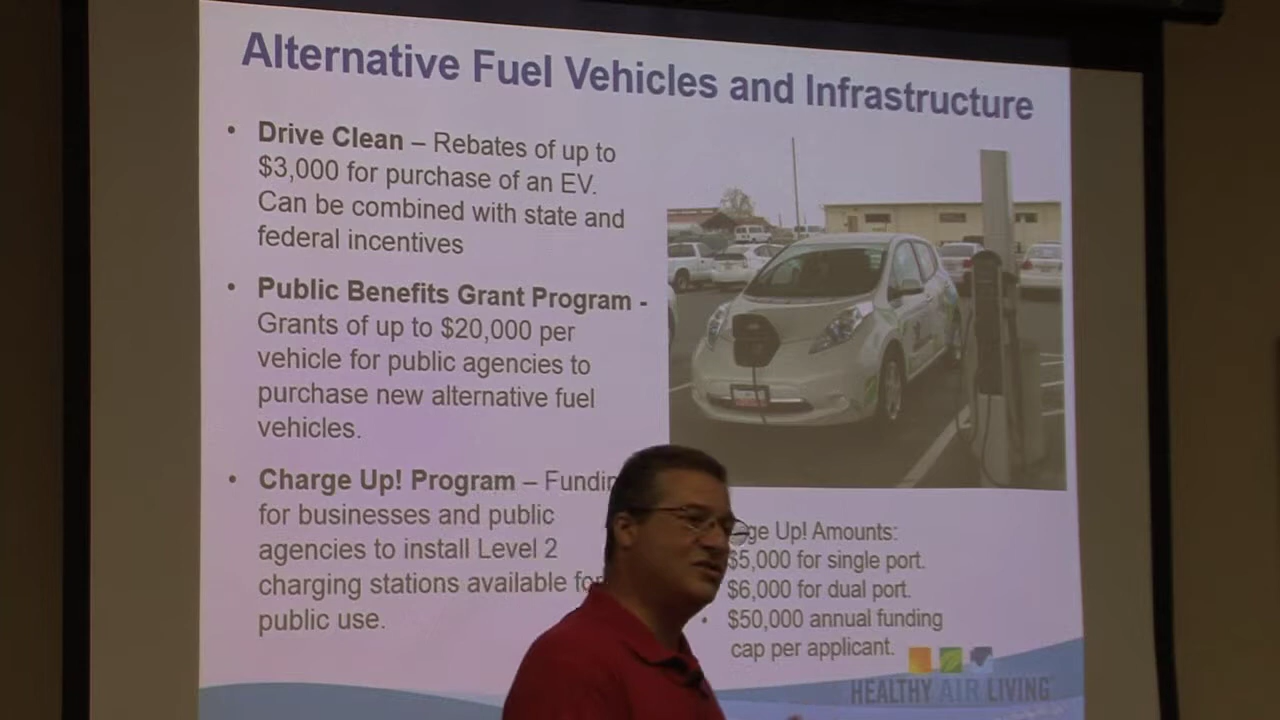 Alternative Fuel Vehicles and Infrastructure
• Drive Clean – Rebates of up to
$3,000 for purchase of an EV.
Can be combined with state and
federal incentives
• Public Benefits Grant Program -
Grants of up to $20,000 per
vehicle for public agencies to
purchase new alternative fuel
vehicles.
• Charge Up! Program –
for businesses and public
agencies to install Level 2
charging stations available
public use.
Up! Amounts:
$5,000 for single port.
$6,000 for dual port.
• $50,000 annual funding
cap per applicant.
HEALTHY AIR LIVING